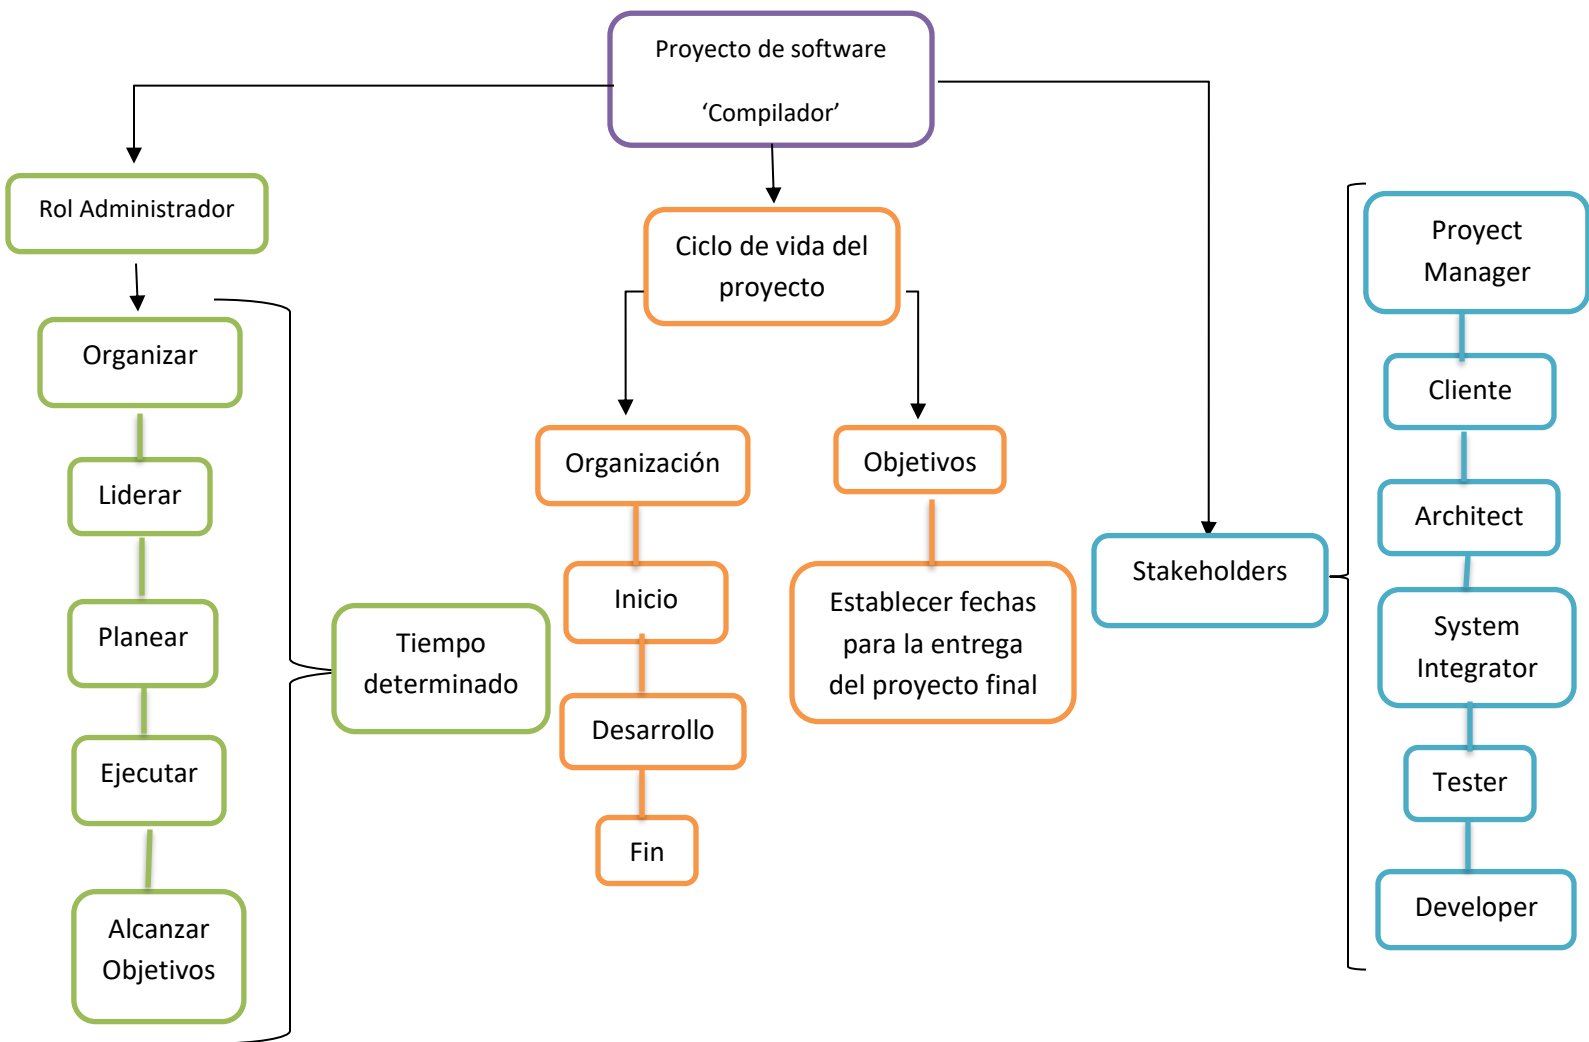 Proyecto de software
‘Compilador’
Rol Administrador
Organizar
Liderar
Planear
Ejecutar
Alcanzar
Objetivos
Tiempo
determinado
Ciclo de vida del
proyecto
Organización
Inicio
Desarrollo
Fin
Objetivos
Establecer fechas
para la entrega
del proyecto final
Stakeholders
Proyect
Manager
Cliente
Architect
System
Integrator
Tester
Developer